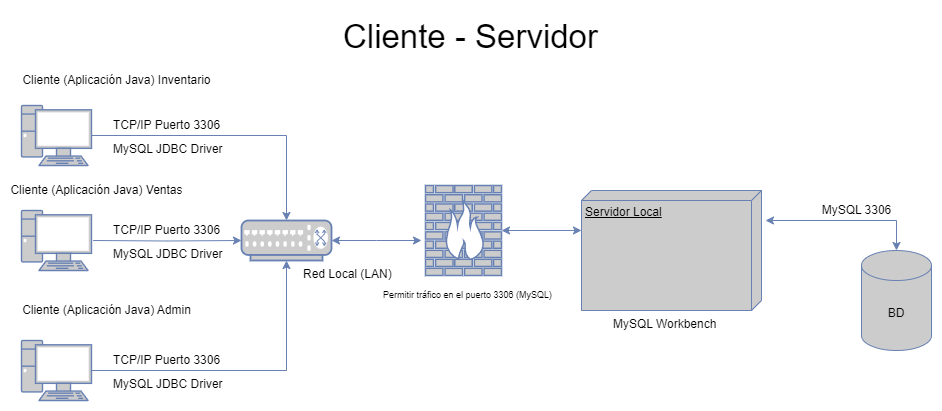 Cliente - Servidor
Cliente (Aplicación Java) Inventario
TCP/IP Puerto 3306
MySQL JDBC Driver
Cliente (Aplicación Java) Ventas
TCP/IP Puerto 3306
MySQL JDBC Driver
Cliente (Aplicación Java) Admin
TCP/IP Puerto 3306
MySQL JDBC Driver
Red Local (LAN)
Permitir tráfico en el puerto 3306 (MySQL)
Servidor Local
MySQL Workbench
MySQL 3306
BD